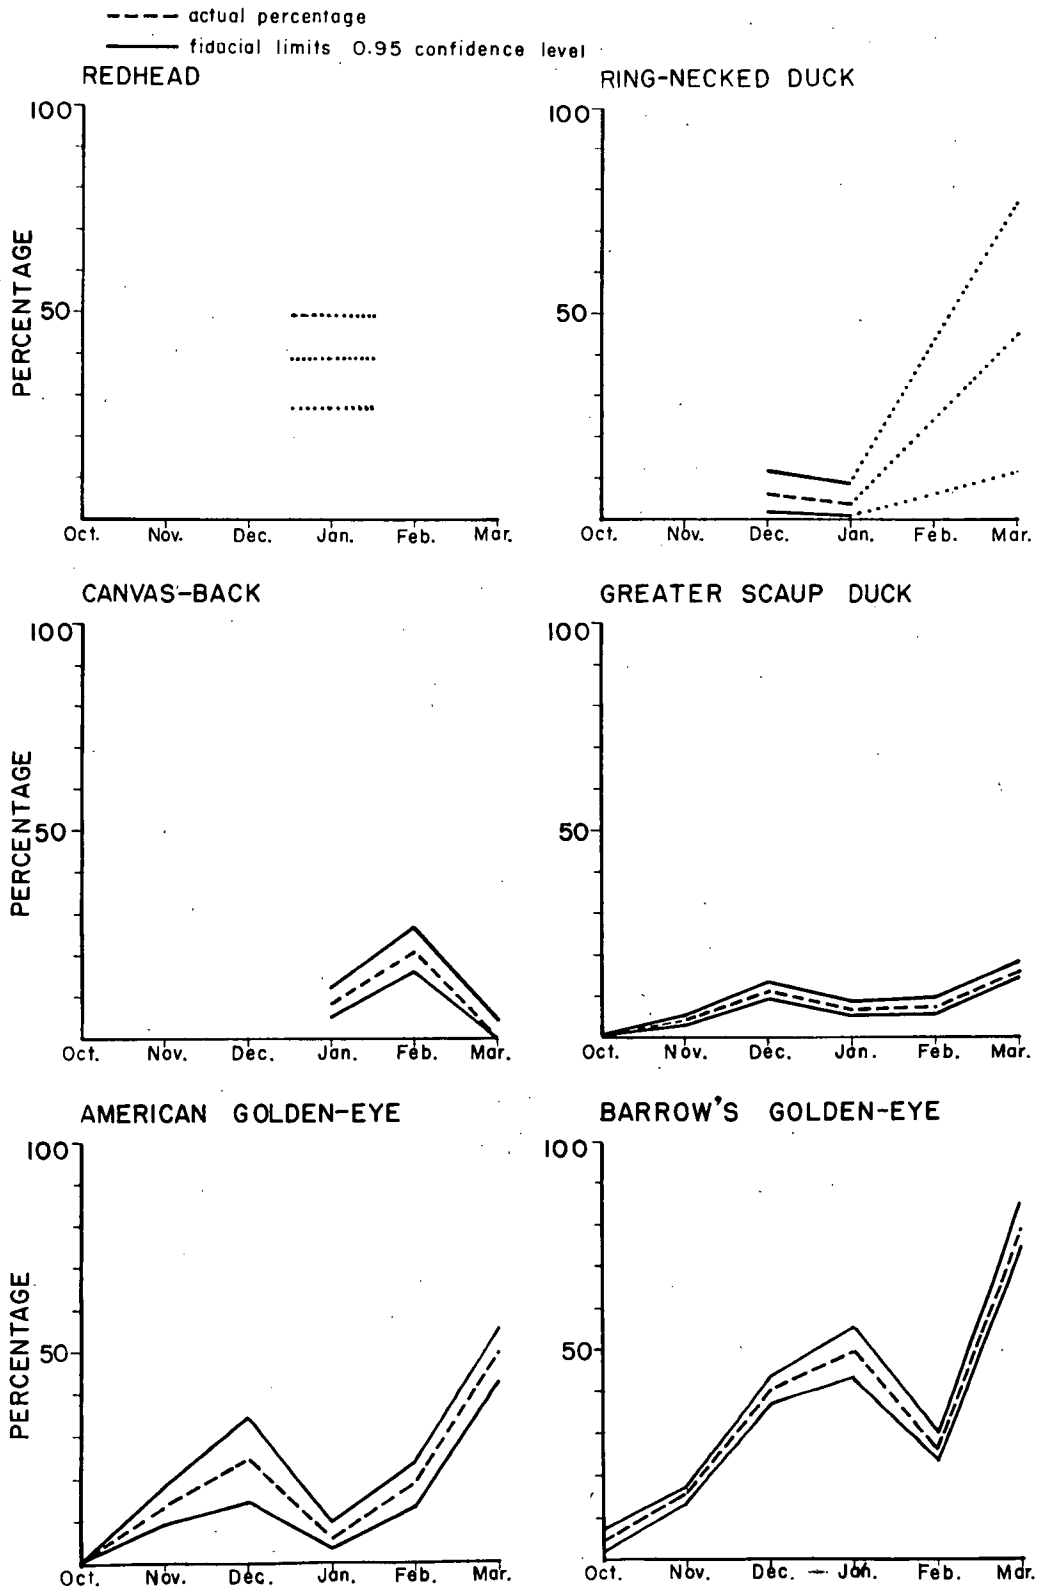 actual percentage
fiducial limits 0.95 confidence level
REDHEAD
100
50
PERCENTAGE
Oct. Nov. Dec. Jan. Feb. Mar.
RING-NECKED DUCK
100
50
Oct. Nov. Dec. Jan. Feb. Mar.
CANVAS-BACK
100
50
PERCENTAGE
Oct. Nov. Dec. Jan. Feb. Mar.
GREATER SCAUP DUCK
100
50
Oct. Nov. Dec. Jan. Feb. Mar.
AMERICAN GOLDEN-EYE
100
50
PERCENTAGE
Oct. Nov. Dec. Jan. Feb. Mar.
BARROW'S GOLDEN-EYE
100
50
Oct. Nov. Dec. Jan. Feb. Mar.